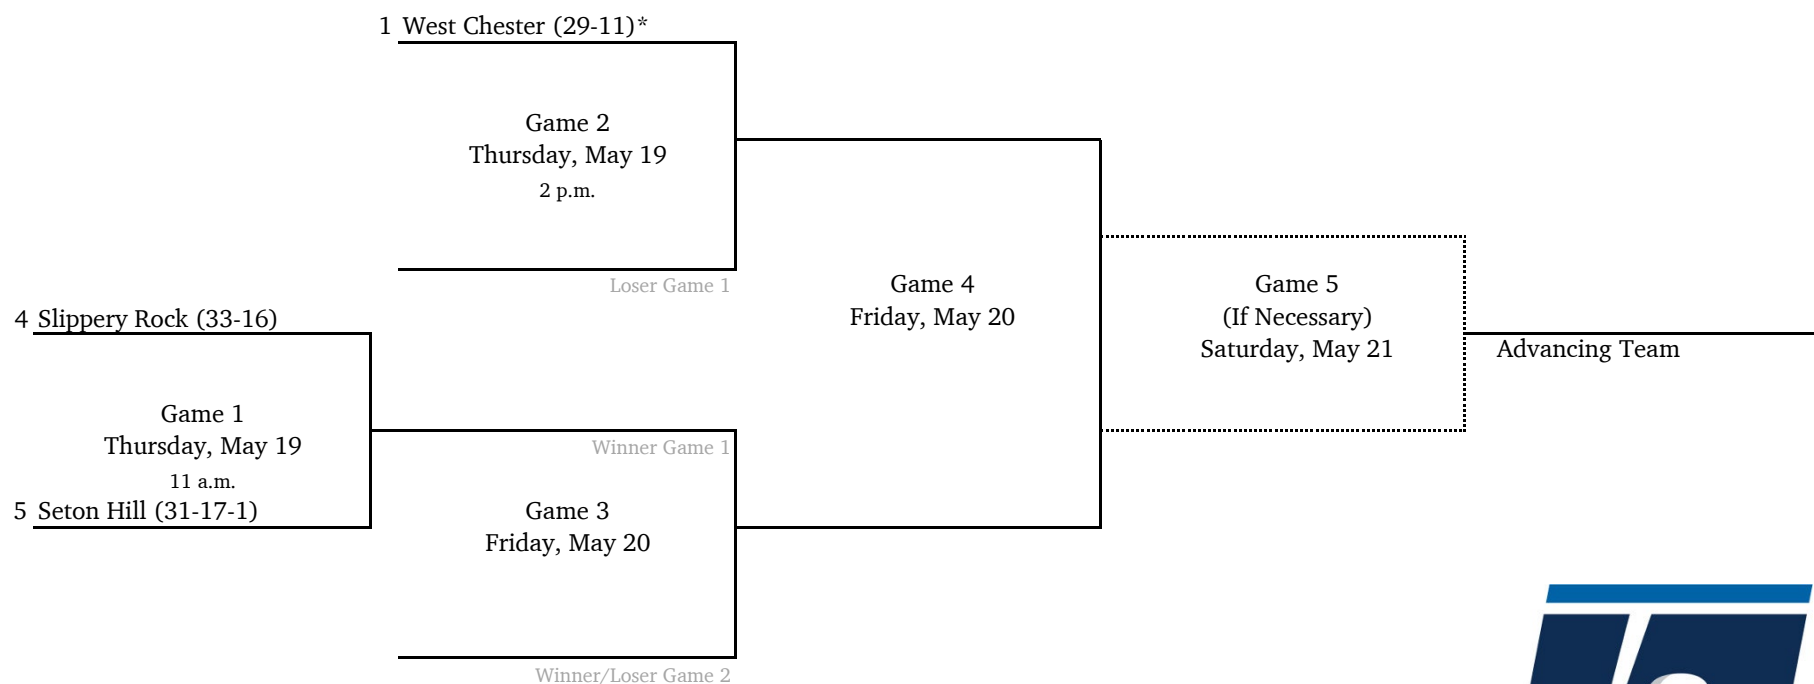 1 West Chester (29-11)*
Game 2
Thursday, May 19
2 p.m.
Loser Game 1
4 Slippery Rock (33-16)
Game 1
Thursday, May 19
11 a.m.
5 Seton Hill (31-17-1)
Winner Game 1
Game 3
Friday, May 20
Winner/Loser Game 2
Game 4
Friday, May 20
Game 5
(If Necessary)
Saturday, May 21
Advancing Team